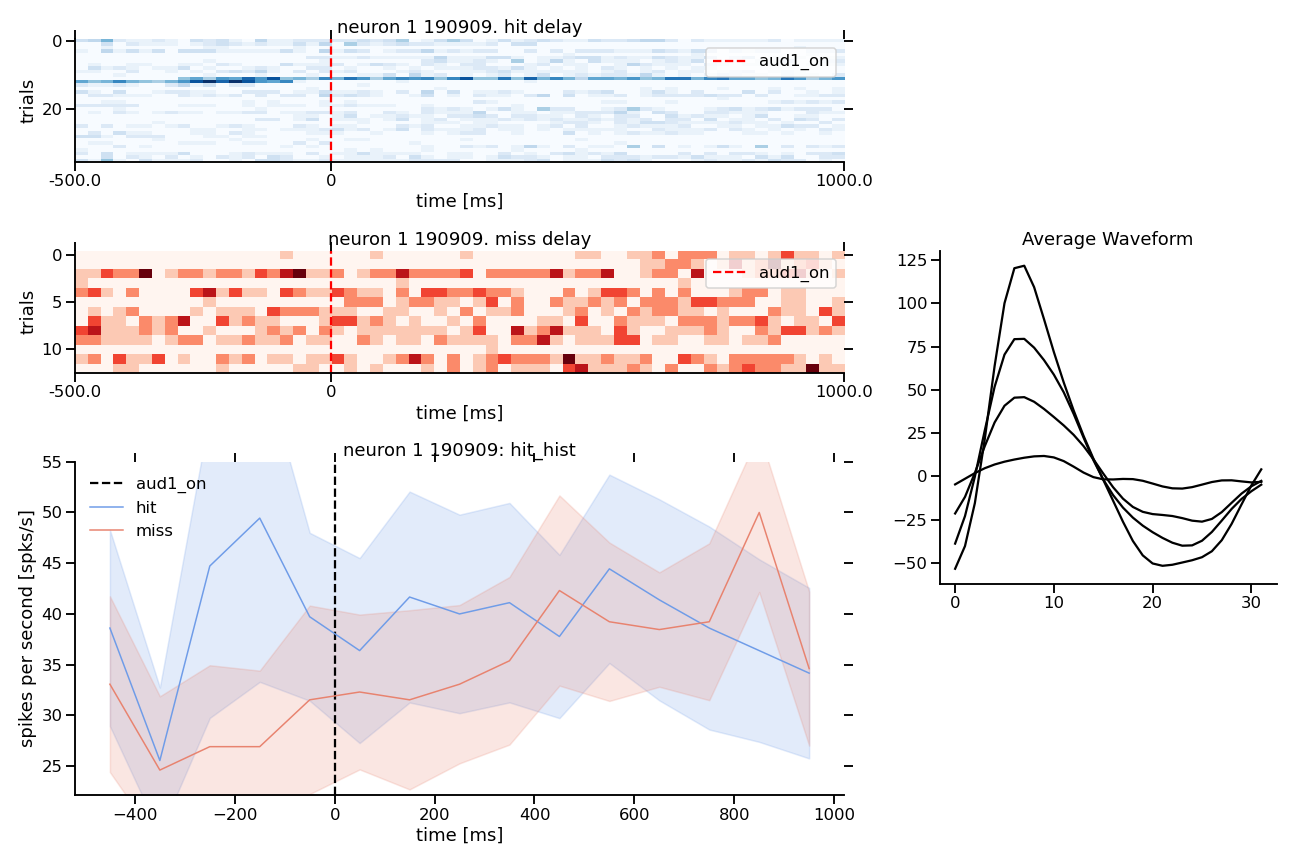 neuron 1 190909. hit delay
0
20
trials
aud1_on
-500.0 0 1000.0
time [ms]
neuron 1 190909. miss delay
0
5
10
trials
aud1_on
-500.0 0 1000.0
time [ms]
neuron 1 190909: hit_hist
55
50
45
40
35
30
25
spikes per second [spks/s]
aud1_on
hit
miss
−400 −200 0 200 400 600 800 1000
time [ms]
Average Waveform
125
100
75
50
25
0
−25
−50
0 10 20 30